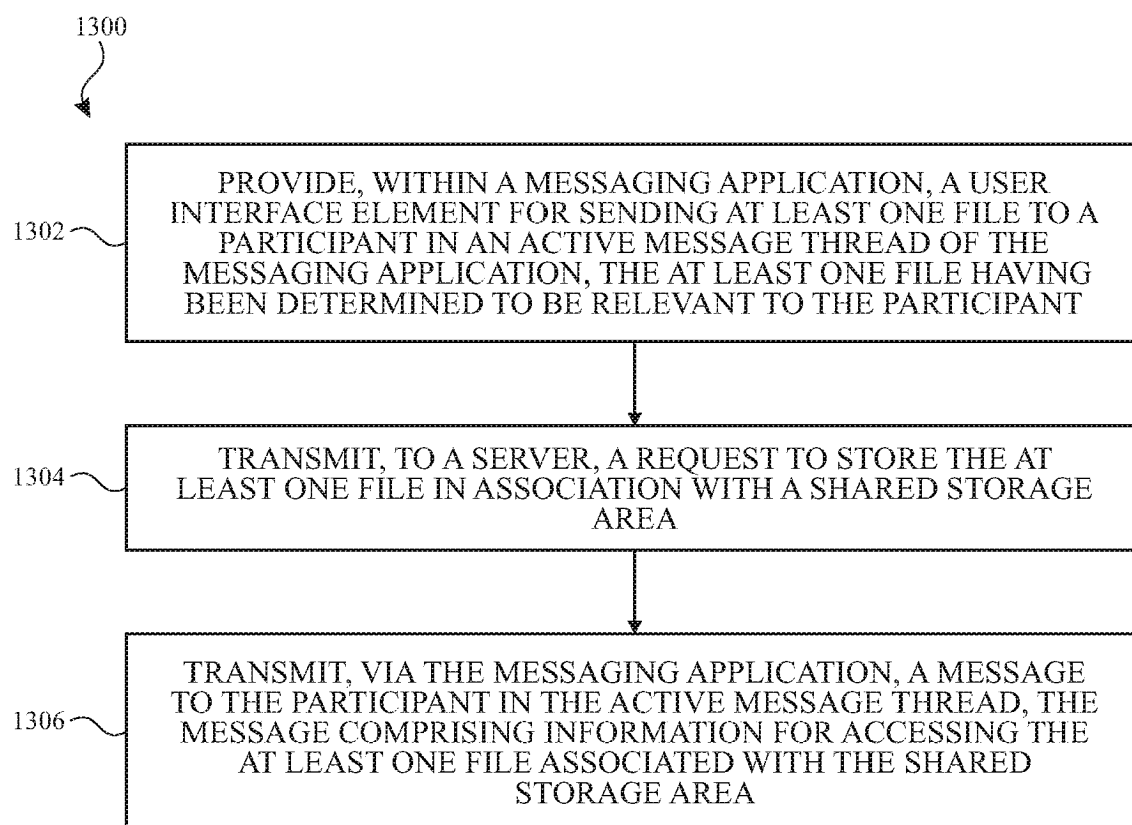 1300
1302
PROVIDE, WITHIN A MESSAGING APPLICATION, A USER
INTERFACE ELEMENT FOR SENDING AT LEAST ONE FILE TO A
PARTICIPANT IN AN ACTIVE MESSAGE THREAD OF THE
MESSAGING APPLICATION, THE AT LEAST ONE FILE HAVING
BEEN DETERMINED TO BE RELEVANT TO THE PARTICIPANT
1304
TRANSMIT, TO A SERVER, A REQUEST TO STORE THE AT
LEAST ONE FILE IN ASSOCIATION WITH A SHARED STORAGE
AREA
1306
TRANSMIT, VIA THE MESSAGING APPLICATION, A MESSAGE
TO THE PARTICIPANT IN THE ACTIVE MESSAGE THREAD, THE
MESSAGE COMPRISING INFORMATION FOR ACCESSING THE
AT LEAST ONE FILE ASSOCIATED WITH THE SHARED
STORAGE AREA